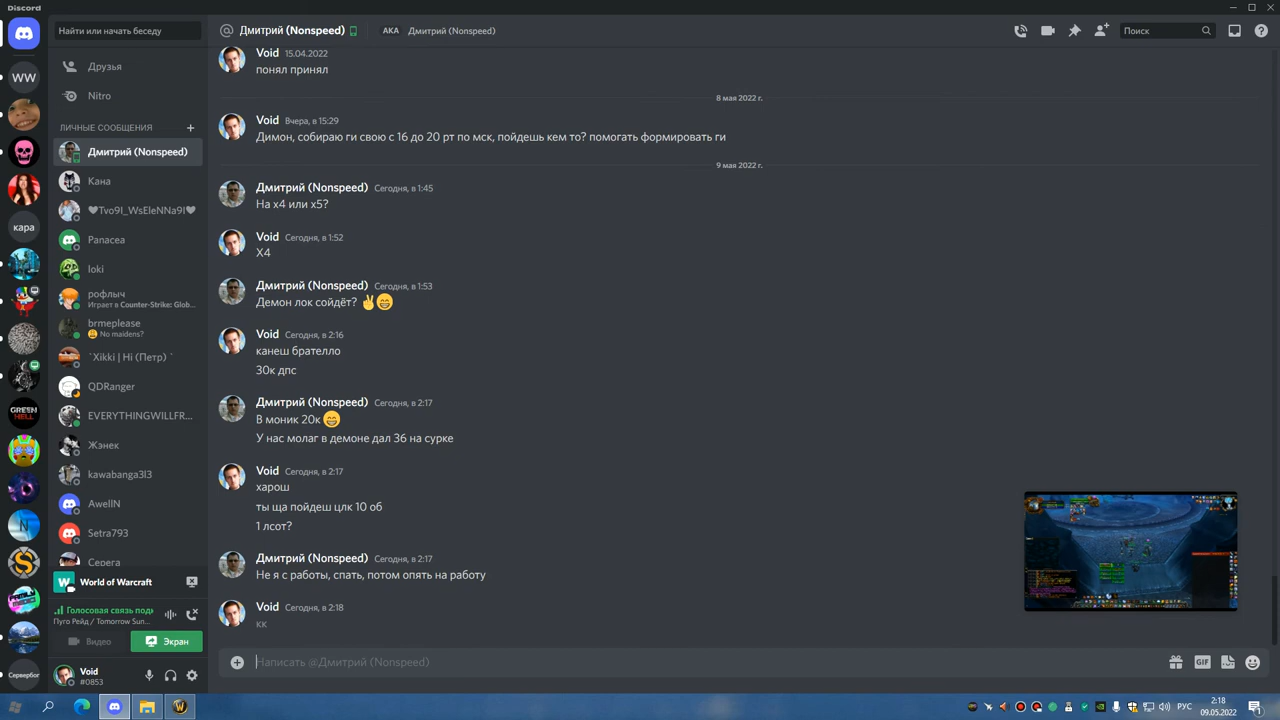 Discord
Найти или начать беседу
Дмитрий (Nonspeed)
AKA
Дмитрий (Nonspeed)
Поиск
Друзья
Nitro
ЛИЧНЫЕ СООБЩЕНИЯ
Дмитрий (Nonspeed)
Кана
Tvo9I_WsEleNNa9I
Panacea
loki
рофлыч
Играет в Counter-Strike: Glob...
brmeplease
No maidens?
`Xikki | Hi (Петр) `
QDRanger
EVERYTHINGWILLFR...
Жэнек
kawabanga3l3
AwellN
Setra793
Серега
WW
кара
GREEN
HELL
Сервербог
World of Warcraft
Голосовая связь подк
Пуго Рейд / Tomorrow Sun...
Видео
Экран
Void
#0853
Void 15.04.2022
понял принял
8 мая 2022 г.
Void Вчера, в 15:29
Димон, собираю ги свою с 16 до 20 рт по мск, пойдешь кем то? помогать формировать ги
9 мая 2022 г.
Дмитрий (Nonspeed) Сегодня, в 1:45
На х4 или х5?
Void Сегодня, в 1:52
Х4
Дмитрий (Nonspeed) Сегодня, в 1:53
Демон лок сойдёт? ✌😁
Void Сегодня, в 2:16
канеш брателло
30к дпс
Дмитрий (Nonspeed) Сегодня, в 2:17
В моник 20к 😁
У нас молаг в демоне дал 36 на сурке
Void Сегодня, в 2:17
харош
ты ща пойдеш цлк 10 об
1 лсот?
Дмитрий (Nonspeed) Сегодня, в 2:17
Не я с работы, спать, потом опять на работу
Void Сегодня, в 2:18
кк
Написать @Дмитрий (Nonspeed)
GIF
РУС
2:18
09.05.2022
1